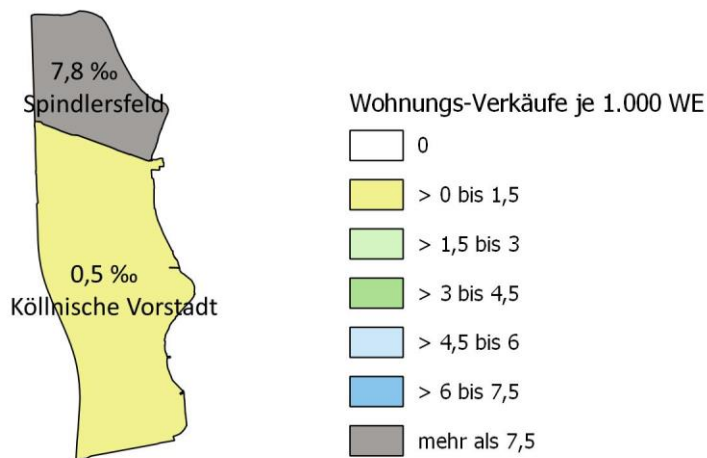 7,8 ‰
Spindlersfeld
0,5 ‰
Köllnische Vorstadt
Wohnungs-Verkäufe je 1.000 WE
0
> 0 bis 1,5
> 1,5 bis 3
> 3 bis 4,5
> 4,5 bis 6
> 6 bis 7,5
mehr als 7,5